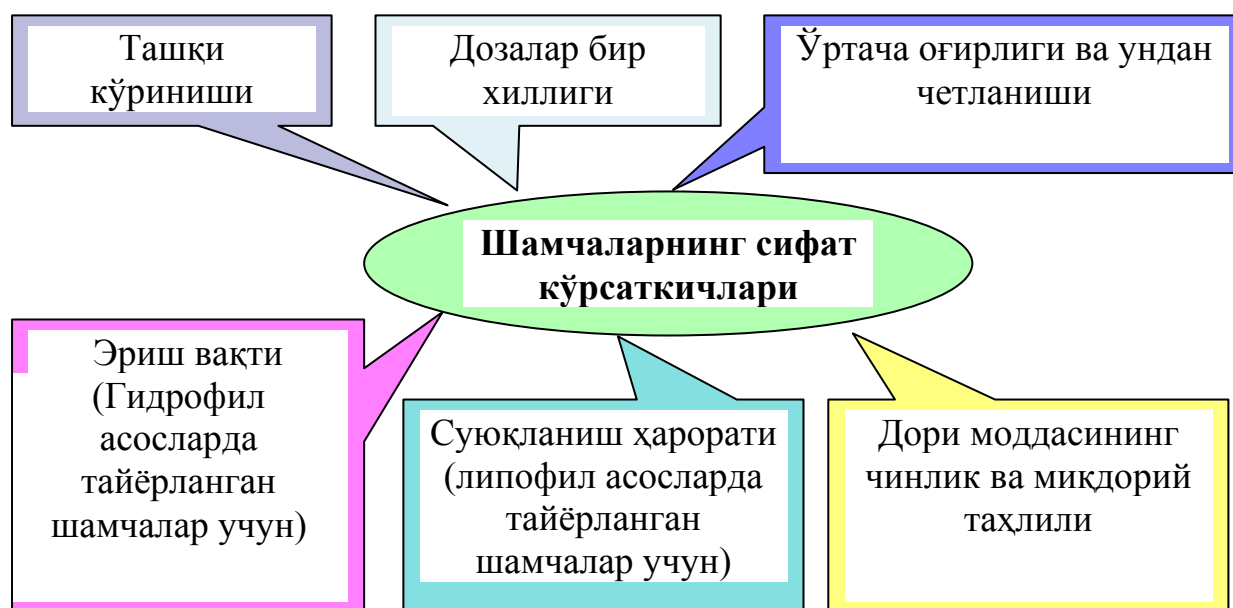 Ташқи
кўриниши
Дозалар бир
хиллиги
Ўртача оғирлиги ва ундан
четланиши
Шамчаларнинг сифат
кўрсаткичлари
Эриш вақти
(Гидрофил
асосларда
тайёрланган
шамчалар учун)
Суюқланиш ҳарорати
(липофил асосларда
тайёрланган
шамчалар учун)
Дори моддасининг
чинлик ва миқдорий
таҳлили